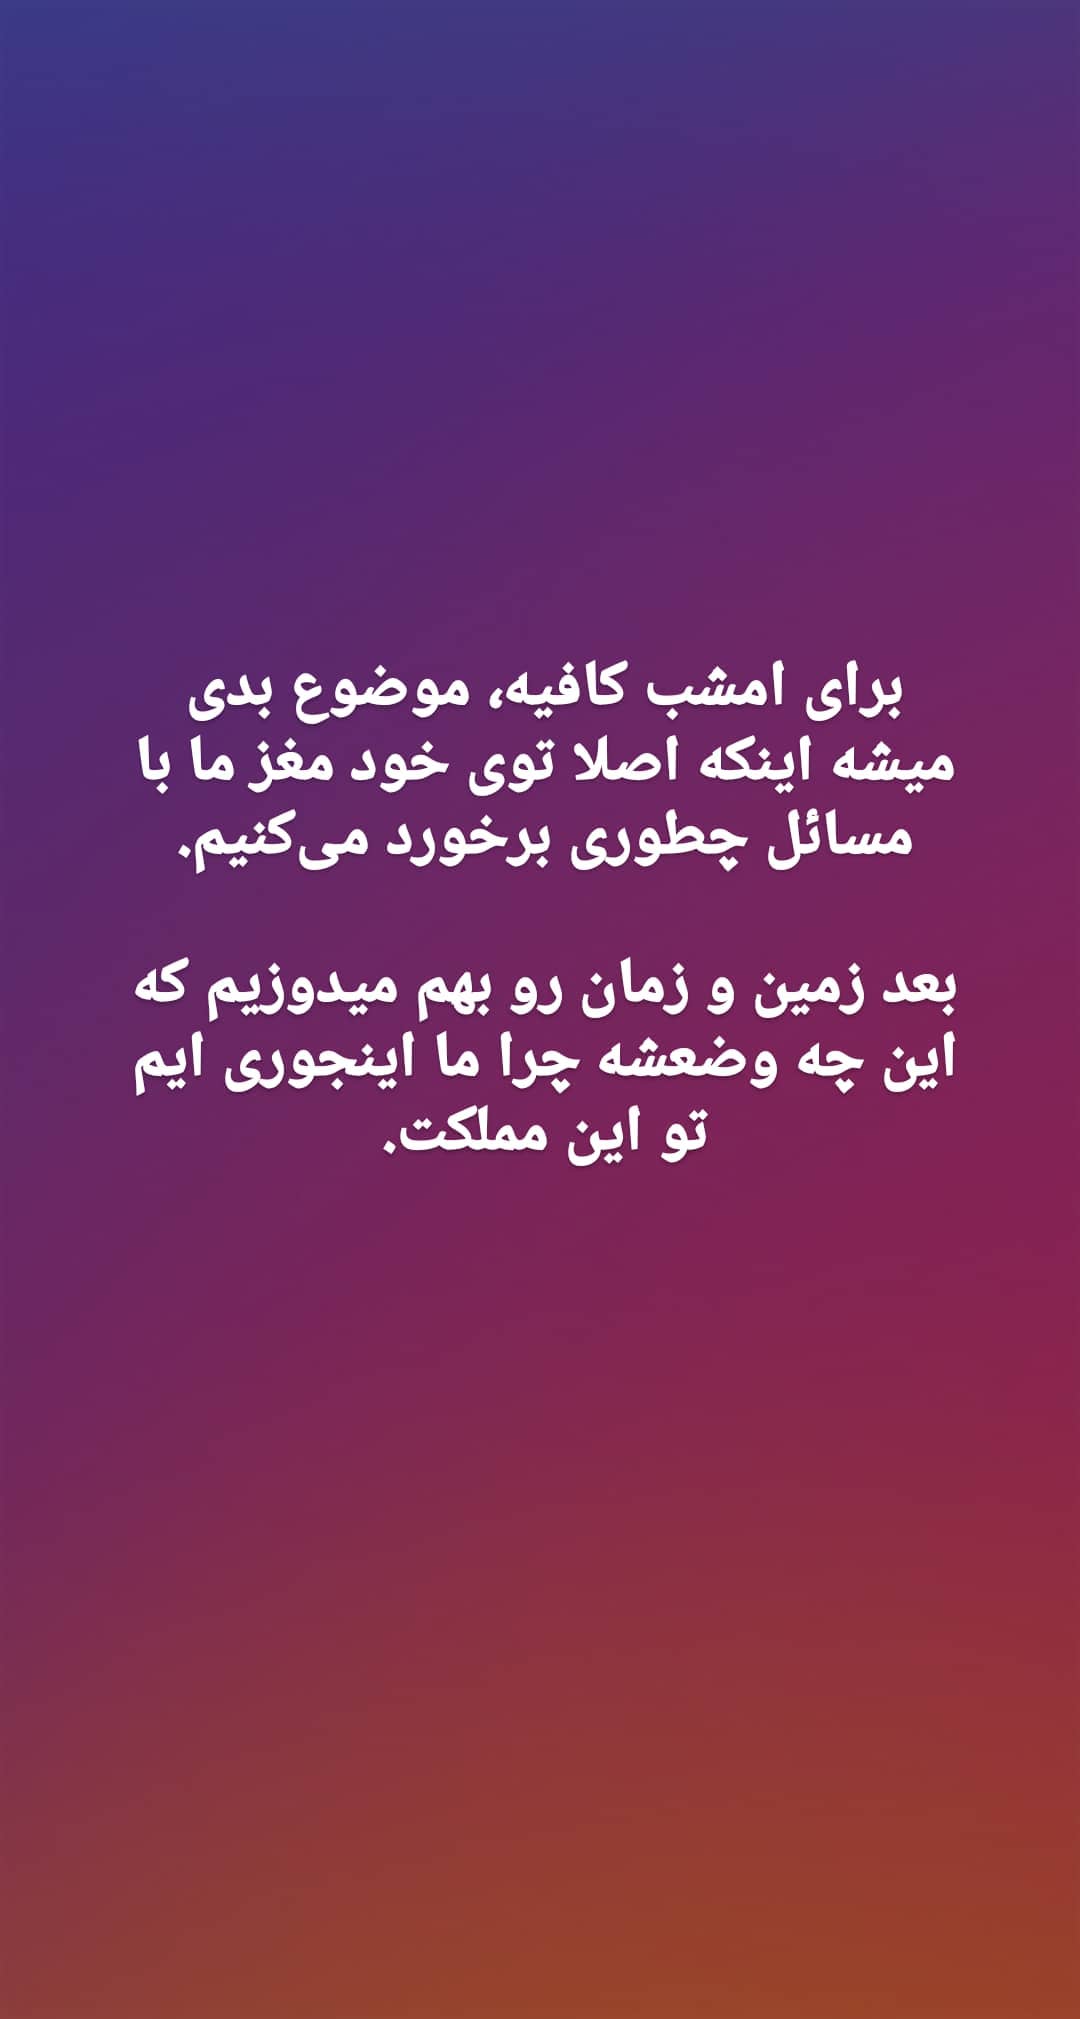 برای امشب کافیه، موضوع بدی
میشه اینکه اصلا توی خود مغز ما با
مسائل چطوری برخورد می‌کنیم.
بعد زمین و زمان رو بهم میدوزیم که
این چه وضعشه چرا ما اینجوری ایم
تو این مملکت.